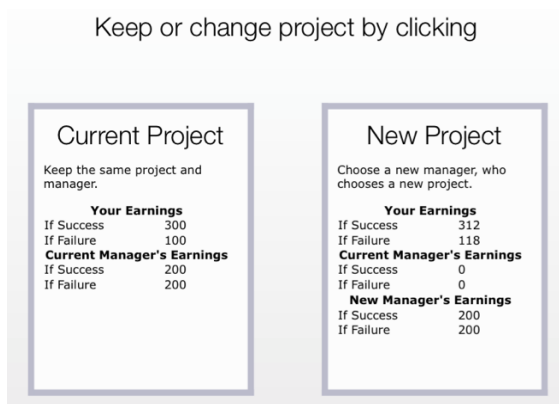 Keep or change project by clicking
Current Project
Keep the same project and
manager.
Your Earnings
If Success 300
If Failure 100
Current Manager's Earnings
If Success 200
If Failure 200
New Project
Choose a new manager, who
chooses a new project.
Your Earnings
If Success 312
If Failure 118
Current Manager's Earnings
If Success 0
If Failure 0
New Manager's Earnings
If Success 200
If Failure 200